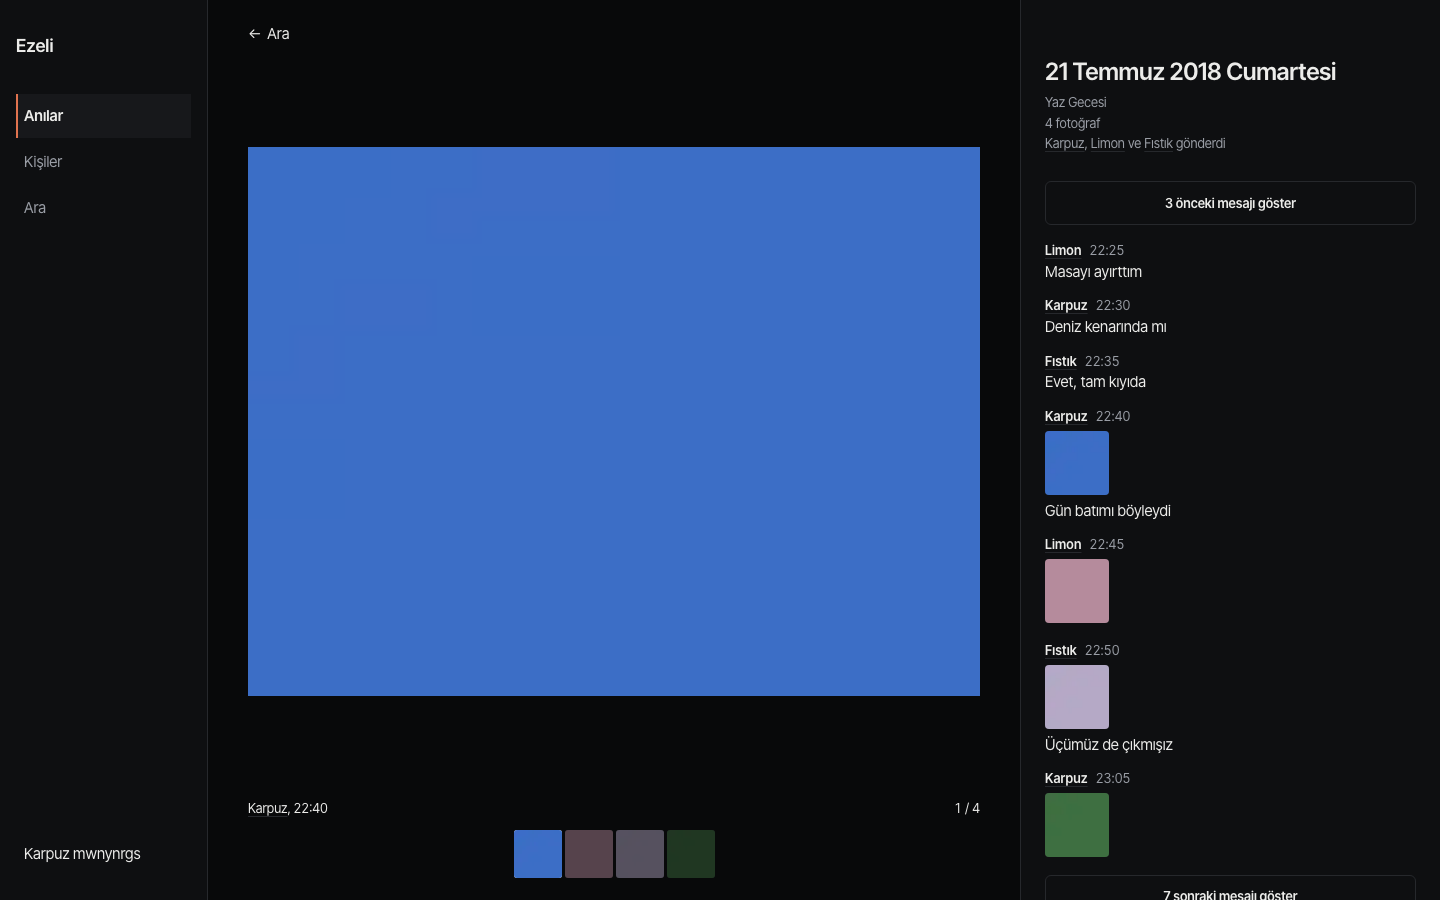 Ezeli
Anılar
Kişiler
Ara
Karpuz mwnynrgs
← Ara
Karpuz, 22:40
1 / 4
21 Temmuz 2018 Cumartesi
Yaz Gecesi
4 fotoğraf
Karpuz, Limon ve Fıstık gönderdi
3 önceki mesajı göster
Limon 22:25
Masayı ayırttım
Karpuz 22:30
Deniz kenarında mı
Fıstık 22:35
Evet, tam kıyıda
Karpuz 22:40
Gün batımı böyleydi
Limon 22:45
Fıstık 22:50
Üçümüz de çıkmışız
Karpuz 23:05
7 sonraki mesajı göster